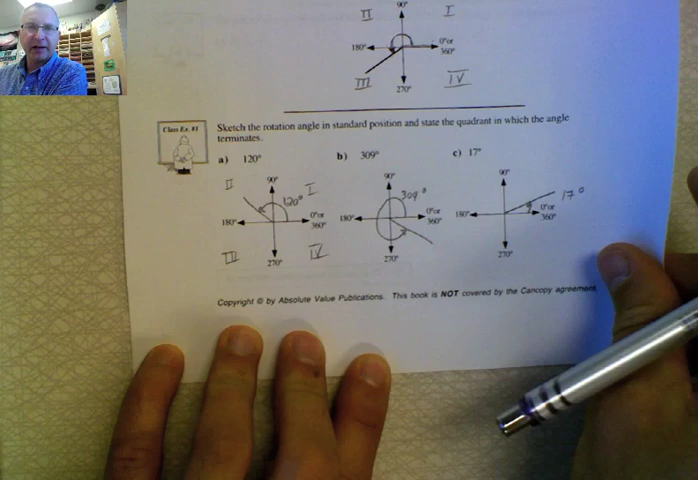 II 90° I
180° 0°or
360°
III 270° IV
Class Ex. #1
Sketch the rotation angle in standard position and state the quadrant in which the angle
terminates.
a) 120° b) 309° c) 17°
II 90° I
120°
180° 0°or
360°
III 270° IV
90°
309°
180° 0°or
360°
270°
90°
17°
180° 0°or
360°
270°
Copyright © by Absolute Value Publications. This book is NOT covered by the Cancopy agreement.